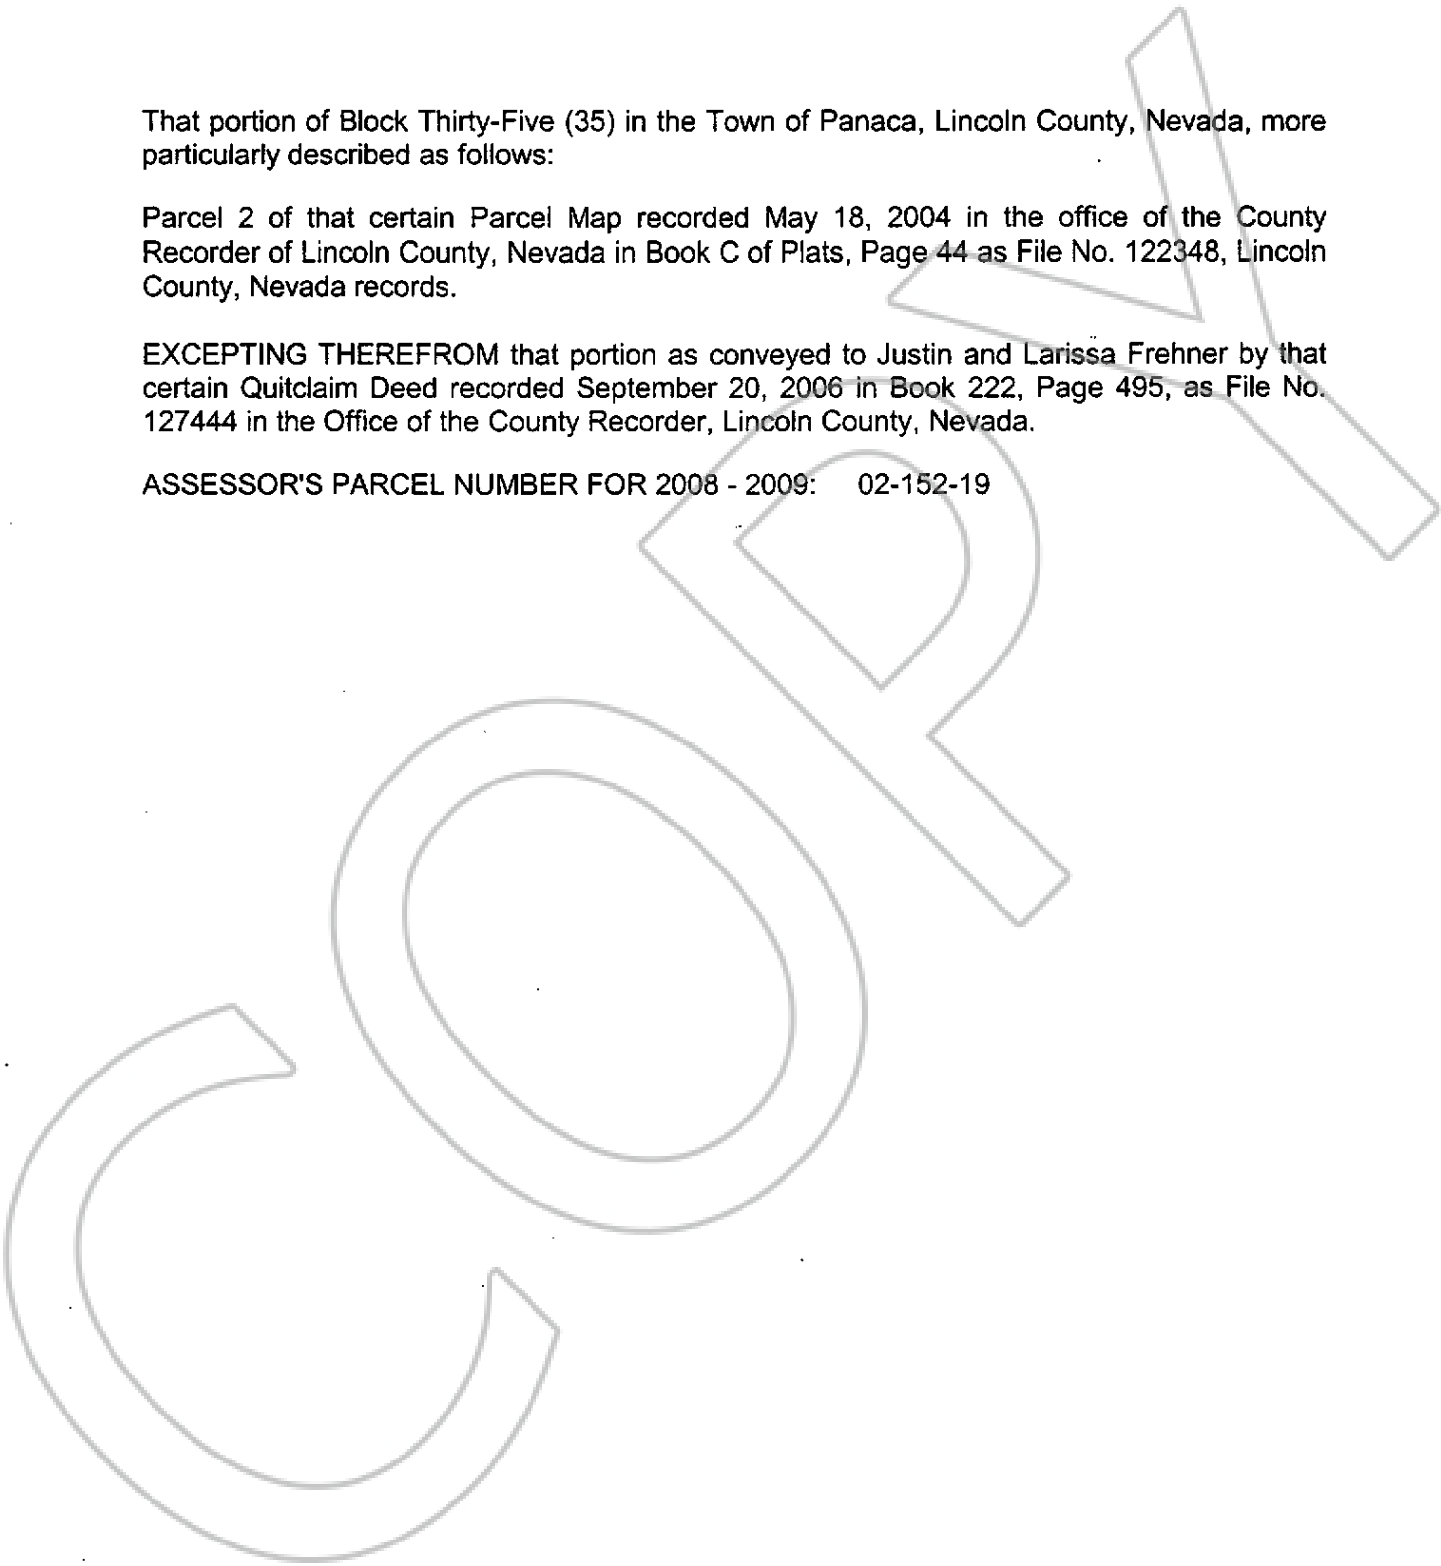 That portion of Block Thirty-Five (35) in the Town of Panaca, Lincoln County, Nevada, more
particularly described as follows:
Parcel 2 of that certain Parcel Map recorded May 18, 2004 in the office of the County
Recorder of Lincoln County, Nevada in Book C of Plats, Page 44 as File No. 122348, Lincoln
County, Nevada records.
EXCEPTING THEREFROM that portion as conveyed to Justin and Larissa Frehner by that
certain Quitclaim Deed recorded September 20, 2006 in Book 222, Page 495, as File No.
127444 in the Office of the County Recorder, Lincoln County, Nevada.
ASSESSOR'S PARCEL NUMBER FOR 2008 - 2009: 02-152-19
COPY